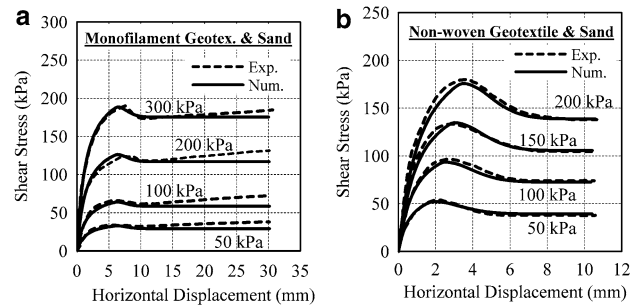 a
Monofilament Geotex. & Sand
Exp.
Num.
300 kPa
200 kPa
100 kPa
50 kPa
Shear Stress (kPa)
300
250
200
150
100
50
0
0 5 10 15 20 25 30 35
Horizontal Displacement (mm)
b
Non-woven Geotextile & Sand
Exp.
Num.
200 kPa
150 kPa
100 kPa
50 kPa
Shear Stress (kPa)
250
200
150
100
50
0
0 2 4 6 8 10 12
Horizontal Displacement (mm)